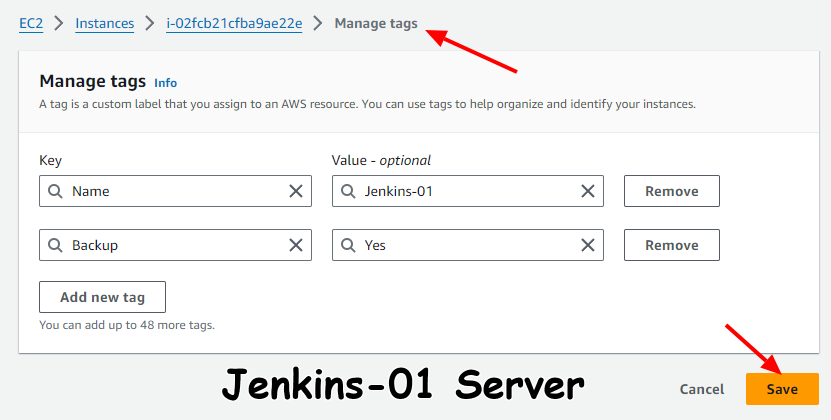 EC2 > Instances > i-02fcb21cfba9ae22e > Manage tags
Manage tags Info
A tag is a custom label that you assign to an AWS resource. You can use tags to help organize and identify your instances.
Key Value - optional
Name Jenkins-01 Remove
Backup Yes Remove
Add new tag
You can add up to 48 more tags.
Jenkins-01 Server
Cancel Save